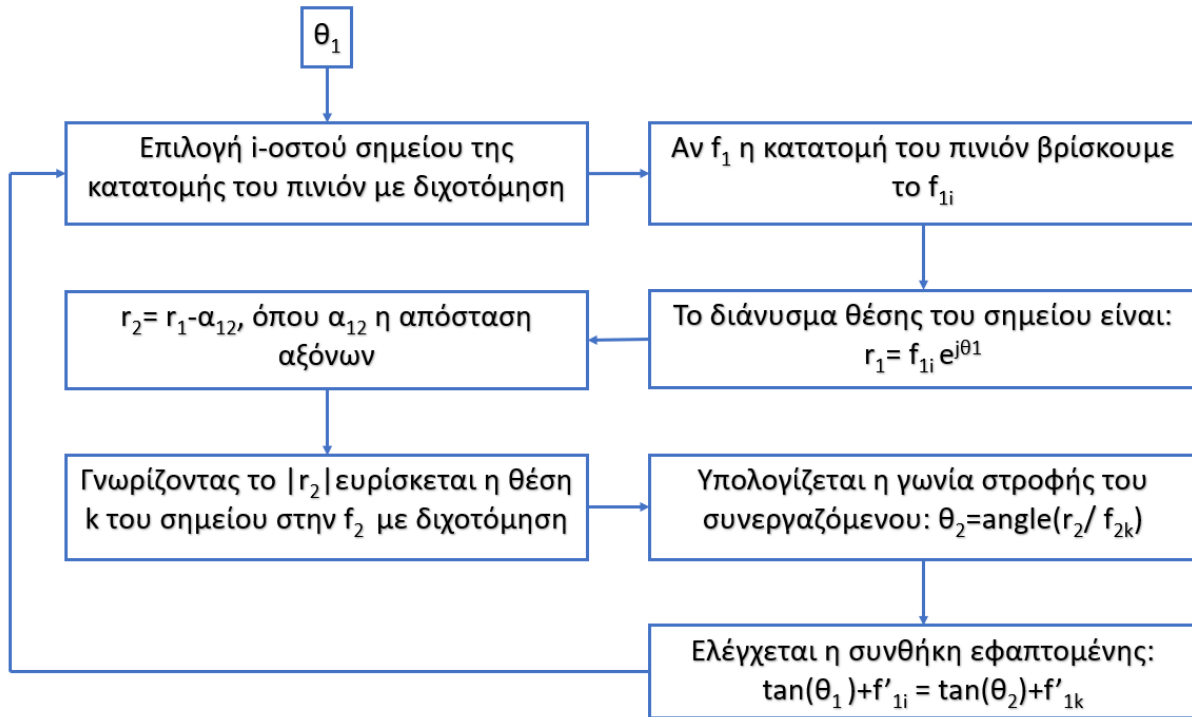 θ₁
Επιλογή i-οστού σημείου της
κατατομής του πινιόν με διχοτόμηση
Αν f₁ η κατατομή του πινιόν βρίσκουμε
το f₁ᵢ
Το διάνυσμα θέσης του σημείου είναι:
r₁= f₁ᵢ e^jθ1
r₂= r₁-α₁₂, όπου α₁₂ η απόσταση
αξόνων
Γνωρίζοντας το |r₂|ευρίσκεται η θέση
k του σημείου στην f₂ με διχοτόμηση
Υπολογίζεται η γωνία στροφής του
συνεργαζόμενου: θ₂=angle(r₂/ f₂ₖ)
Ελέγχεται η συνθήκη εφαπτομένης:
tan(θ₁)+f’₁ᵢ = tan(θ₂)+f’₁ₖ